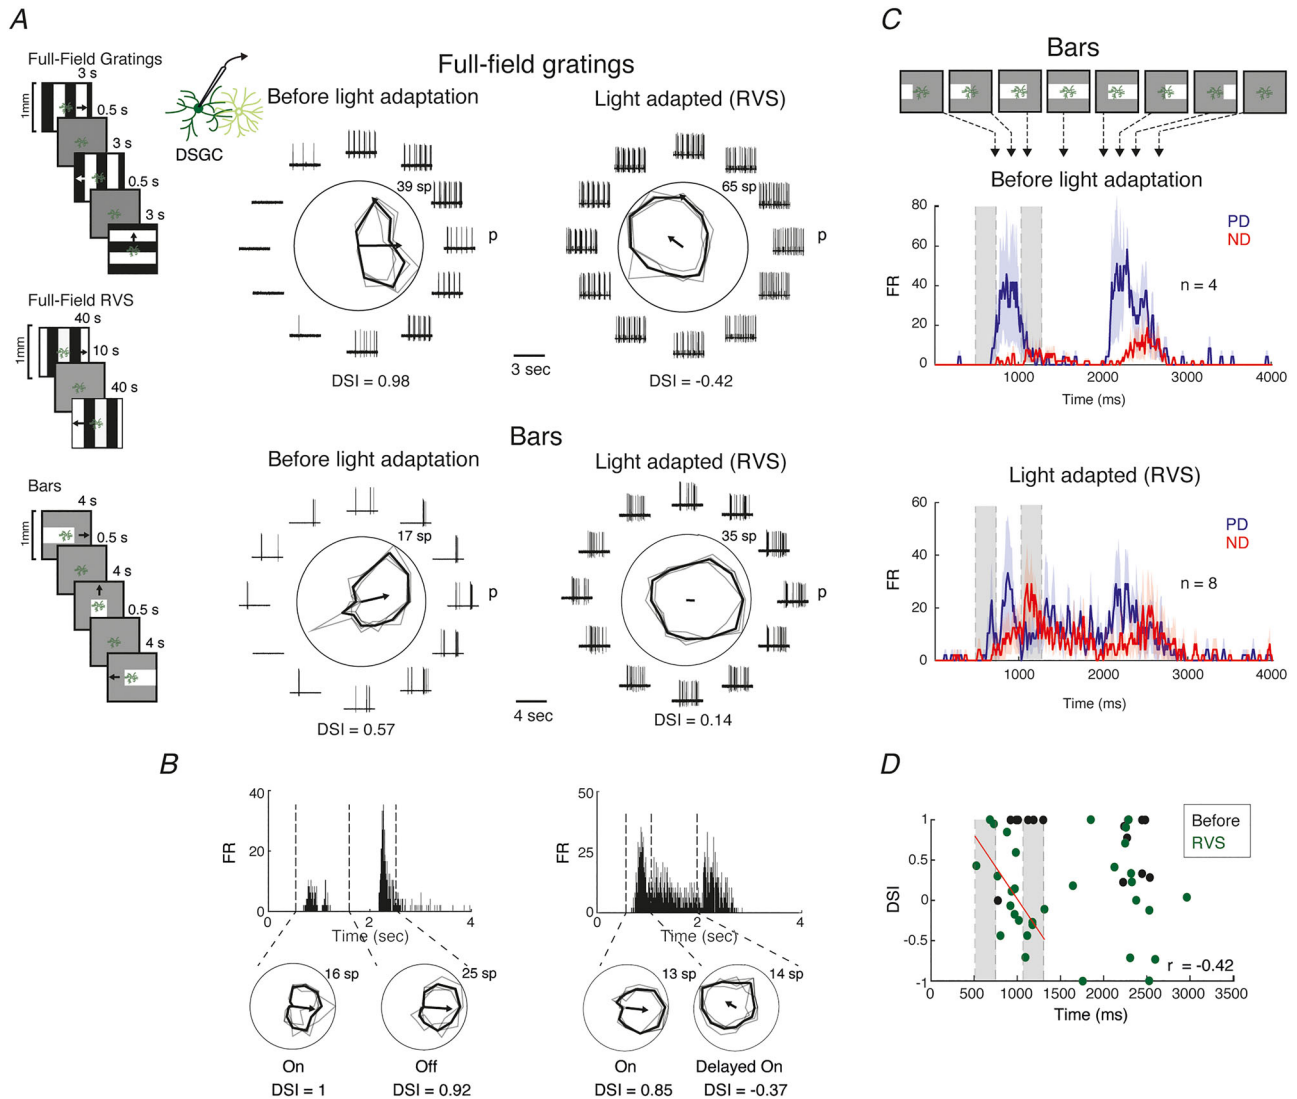 A
Full-Field Gratings
3 s
1mm
0.5 s
3 s
0.5 s
3 s
DSGC
Full-Field RVS
40 s
1mm
10 s
40 s
Bars
4 s
1mm
0.5 s
4 s
0.5 s
4 s
Full-field gratings
Before light adaptation
Light adapted (RVS)
39 sp
65 sp
p
p
3 sec
DSI = 0.98
DSI = -0.42
Bars
Before light adaptation
Light adapted (RVS)
17 sp
35 sp
p
p
4 sec
DSI = 0.57
DSI = 0.14
B
40
20
0
FR
0
2
4
Time (sec)
16 sp
25 sp
On
Off
DSI = 1
DSI = 0.92
50
25
0
FR
0
2
4
Time (sec)
13 sp
14 sp
On
Delayed On
DSI = 0.85
DSI = -0.37
C
Bars
Before light adaptation
80
60
40
20
0
FR
PD
ND
n = 4
1000
2000
3000
4000
Time (ms)
Light adapted (RVS)
60
40
20
0
FR
PD
ND
n = 8
1000
2000
3000
4000
Time (ms)
D
1
0.5
0
-0.5
-1
DSI
Before
RVS
r = -0.42
0
500
1000
1500
2000
2500
3000
3500
Time (ms)